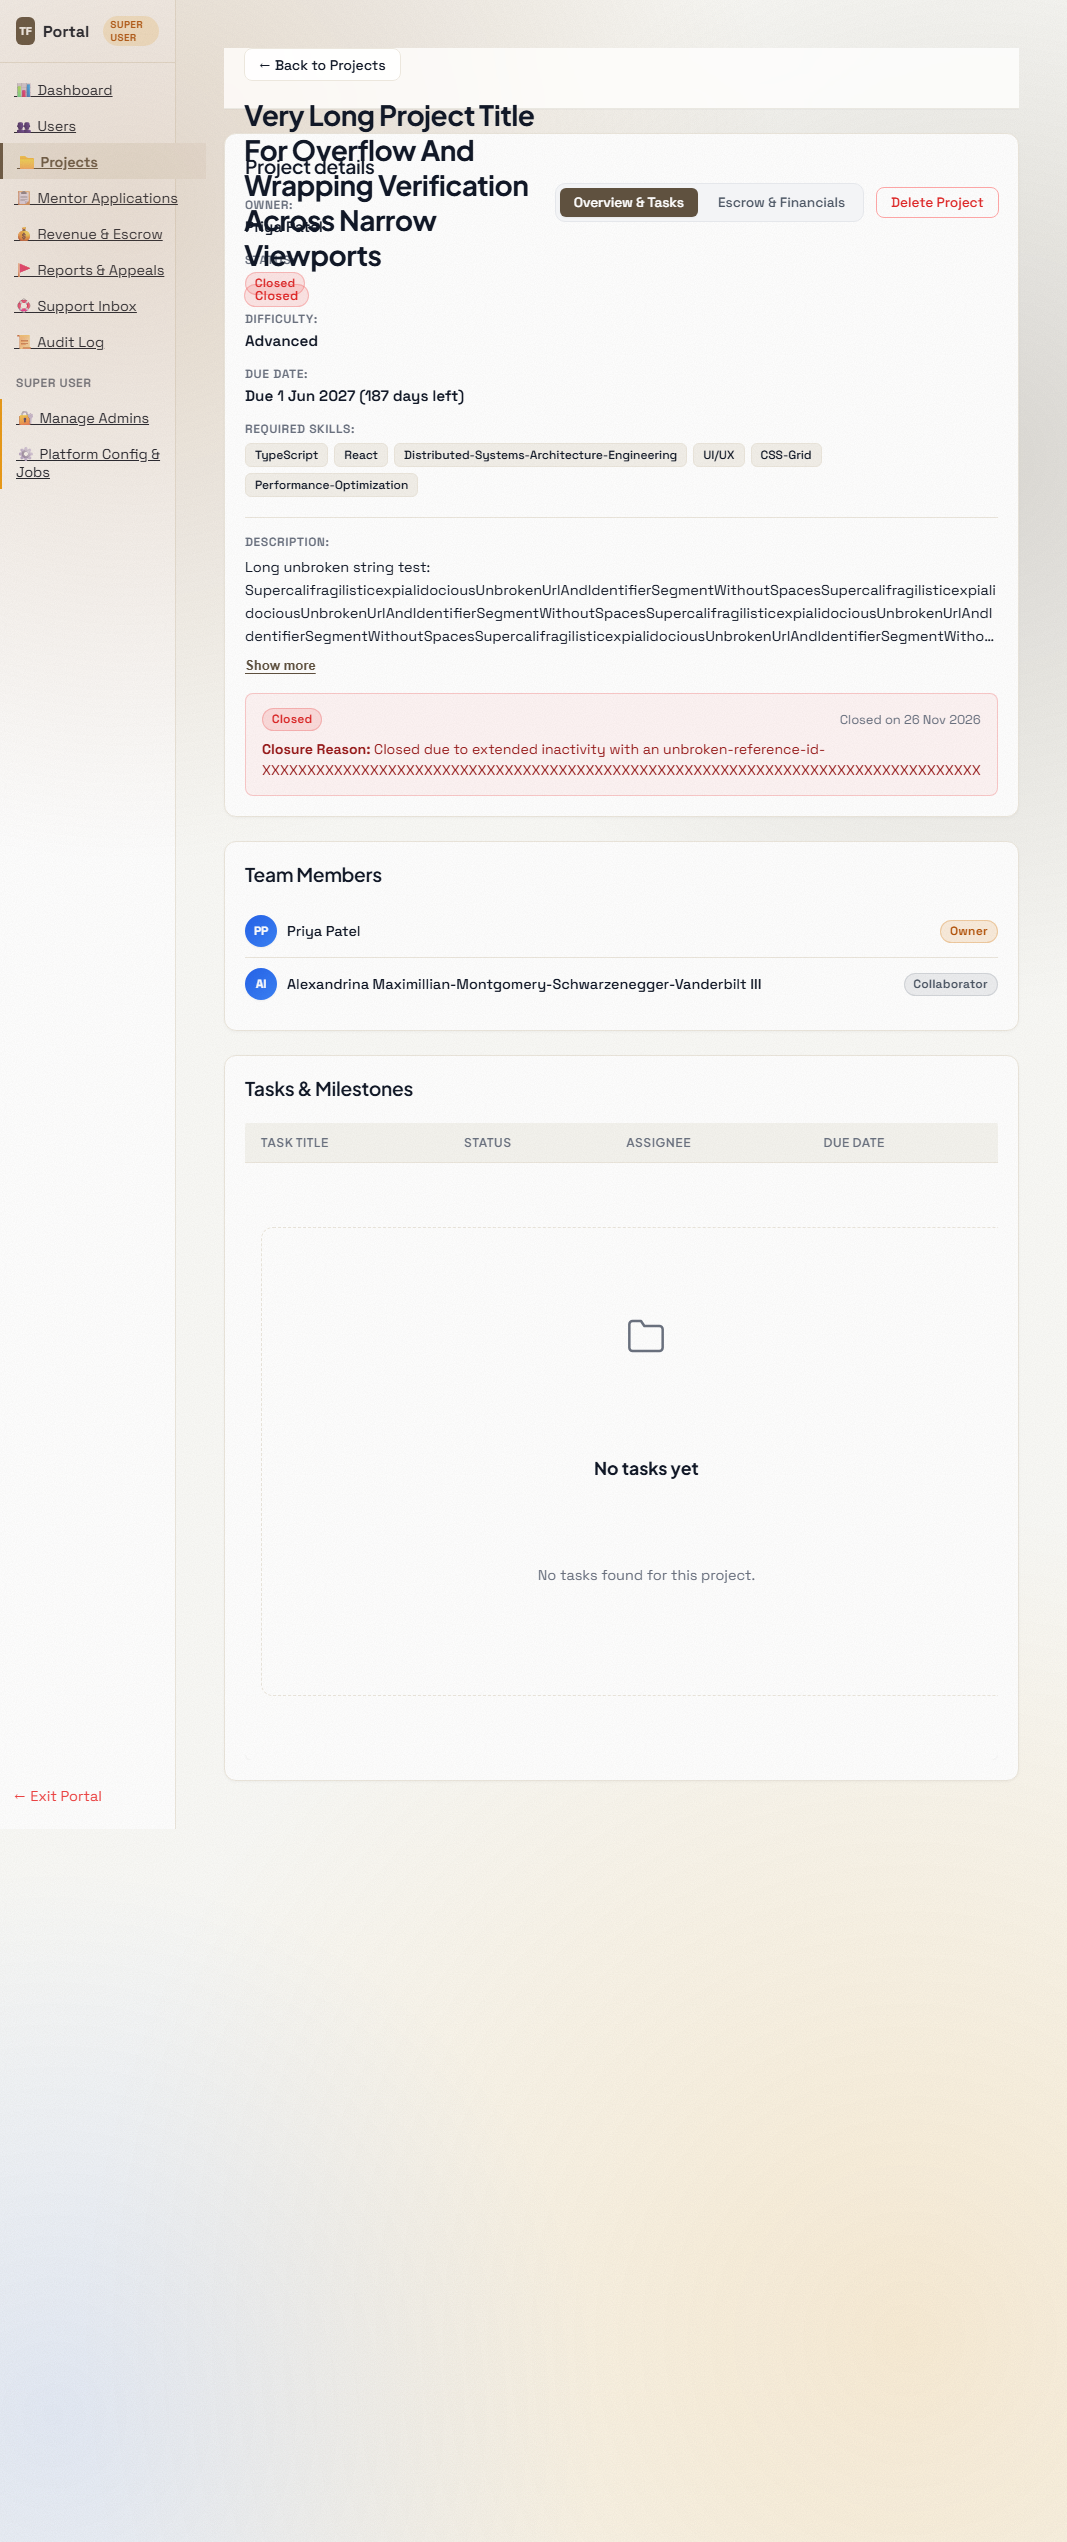 TF Portal SUPER USER
Dashboard
Users
Projects
Mentor Applications
Revenue & Escrow
Reports & Appeals
Support Inbox
Audit Log
SUPER USER
Manage Admins
Platform Config &
Jobs
← Exit Portal
← Back to Projects
Very Long Project Title
For Overflow And
Wrapping Verification
Across Narrow
Viewports
Closed
Overview & Tasks
Escrow & Financials
Delete Project
Project details
OWNER:
Priya Patel
STATUS:
Closed
DIFFICULTY:
Advanced
DUE DATE:
Due 1 Jun 2027 (187 days left)
REQUIRED SKILLS:
TypeScript React Distributed-Systems-Architecture-Engineering UI/UX CSS-Grid
Performance-Optimization
DESCRIPTION:
Long unbroken string test:
SupercalifragilisticexpialidociousUnbrokenUrlAndIdentifierSegmentWithoutSpacesSupercalifragilisticexpiali
dociousUnbrokenUrlAndIdentifierSegmentWithoutSpacesSupercalifragilisticexpialidociousUnbrokenUrlAndI
dentifierSegmentWithoutSpacesSupercalifragilisticexpialidociousUnbrokenUrlAndIdentifierSegmentWitho...
Show more
Closed
Closed on 26 Nov 2026
Closure Reason: Closed due to extended inactivity with an unbroken-reference-id-
XXXXXXXXXXXXXXXXXXXXXXXXXXXXXXXXXXXXXXXXXXXXXXXXXXXXXXXXXXXXXXXXXXXXXXXXXXXXXXXX
Team Members
PP Priya Patel Owner
AI Alexandrina Maximillian-Montgomery-Schwarzenegger-Vanderbilt III Collaborator
Tasks & Milestones
TASK TITLE STATUS ASSIGNEE DUE DATE
No tasks yet
No tasks found for this project.